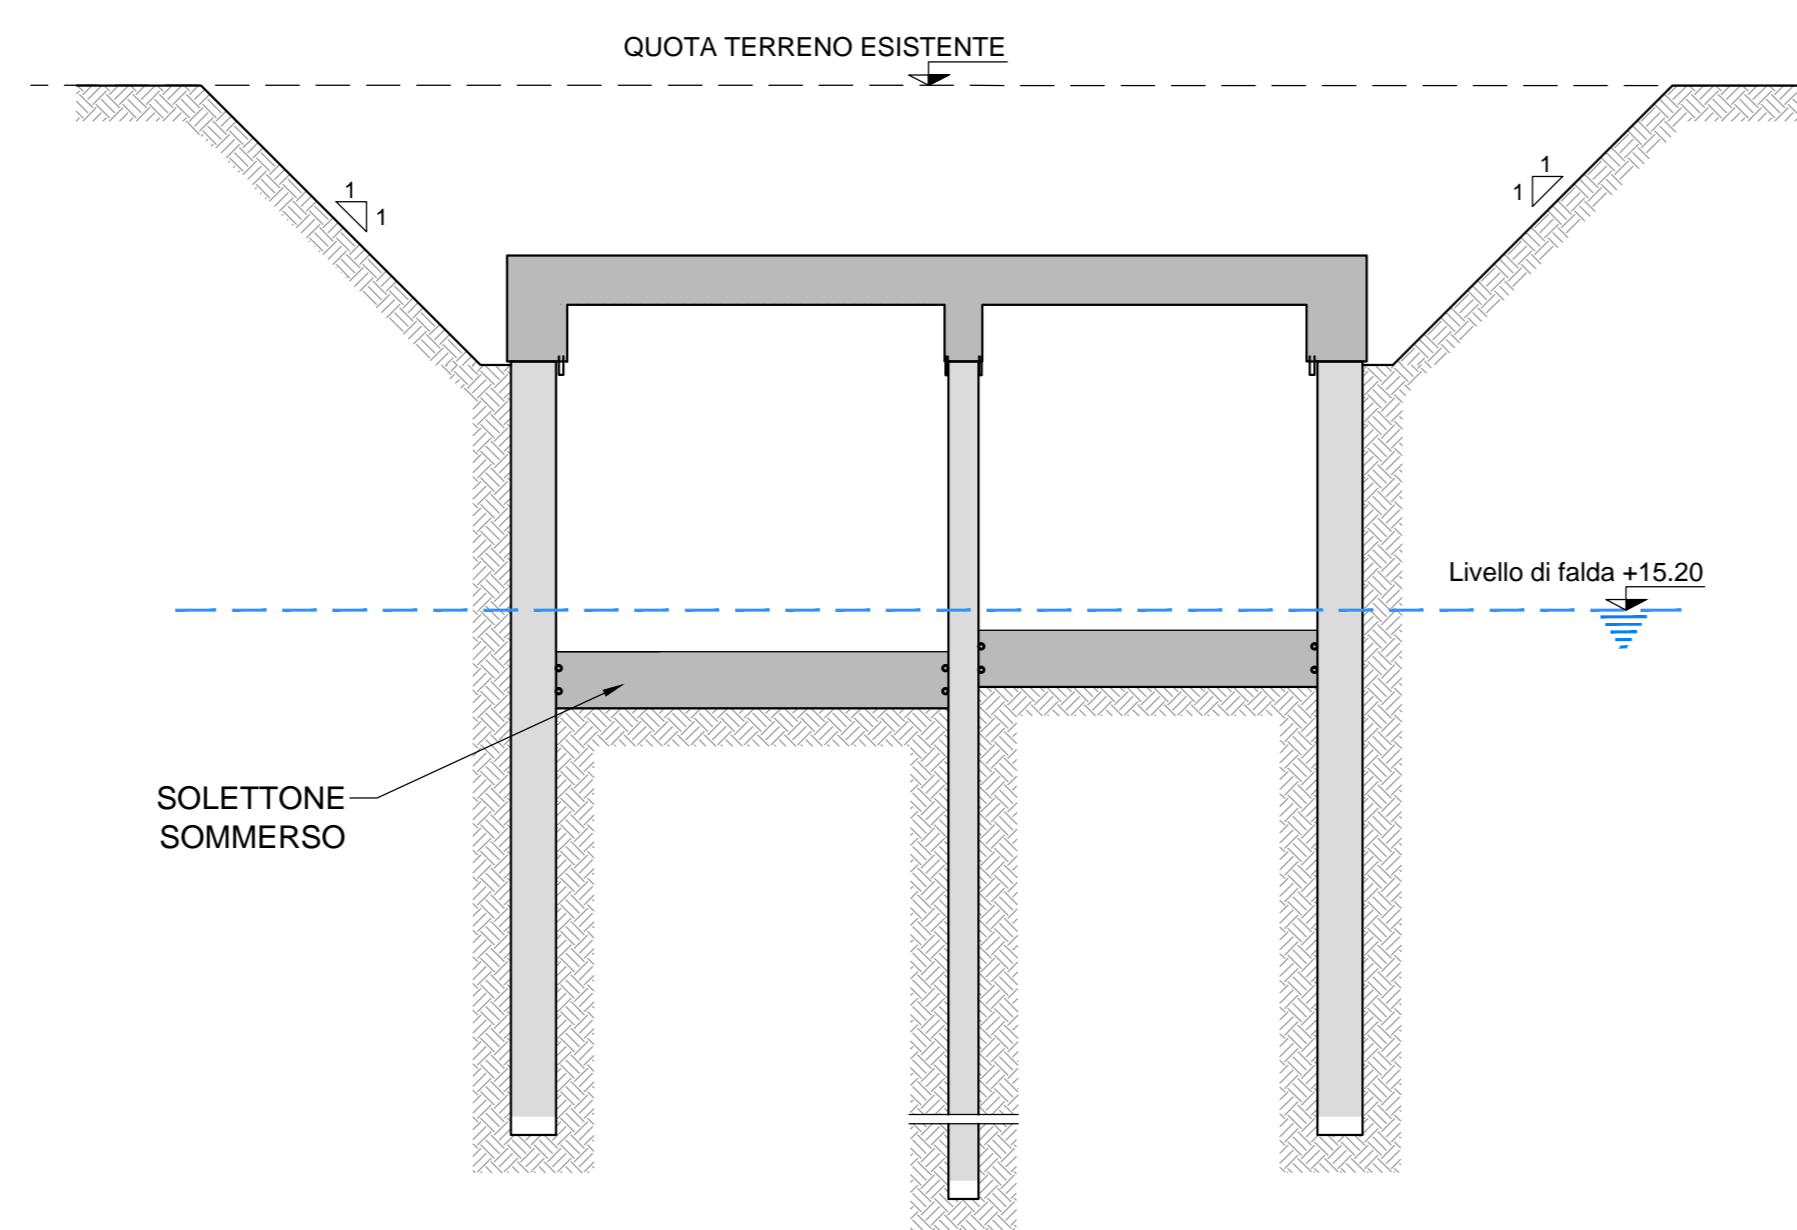 QUOTA TERRENO ESISTENTE
1
1
1
1
Livello di falda +15.20
SOLETTONE
SOMMERSO